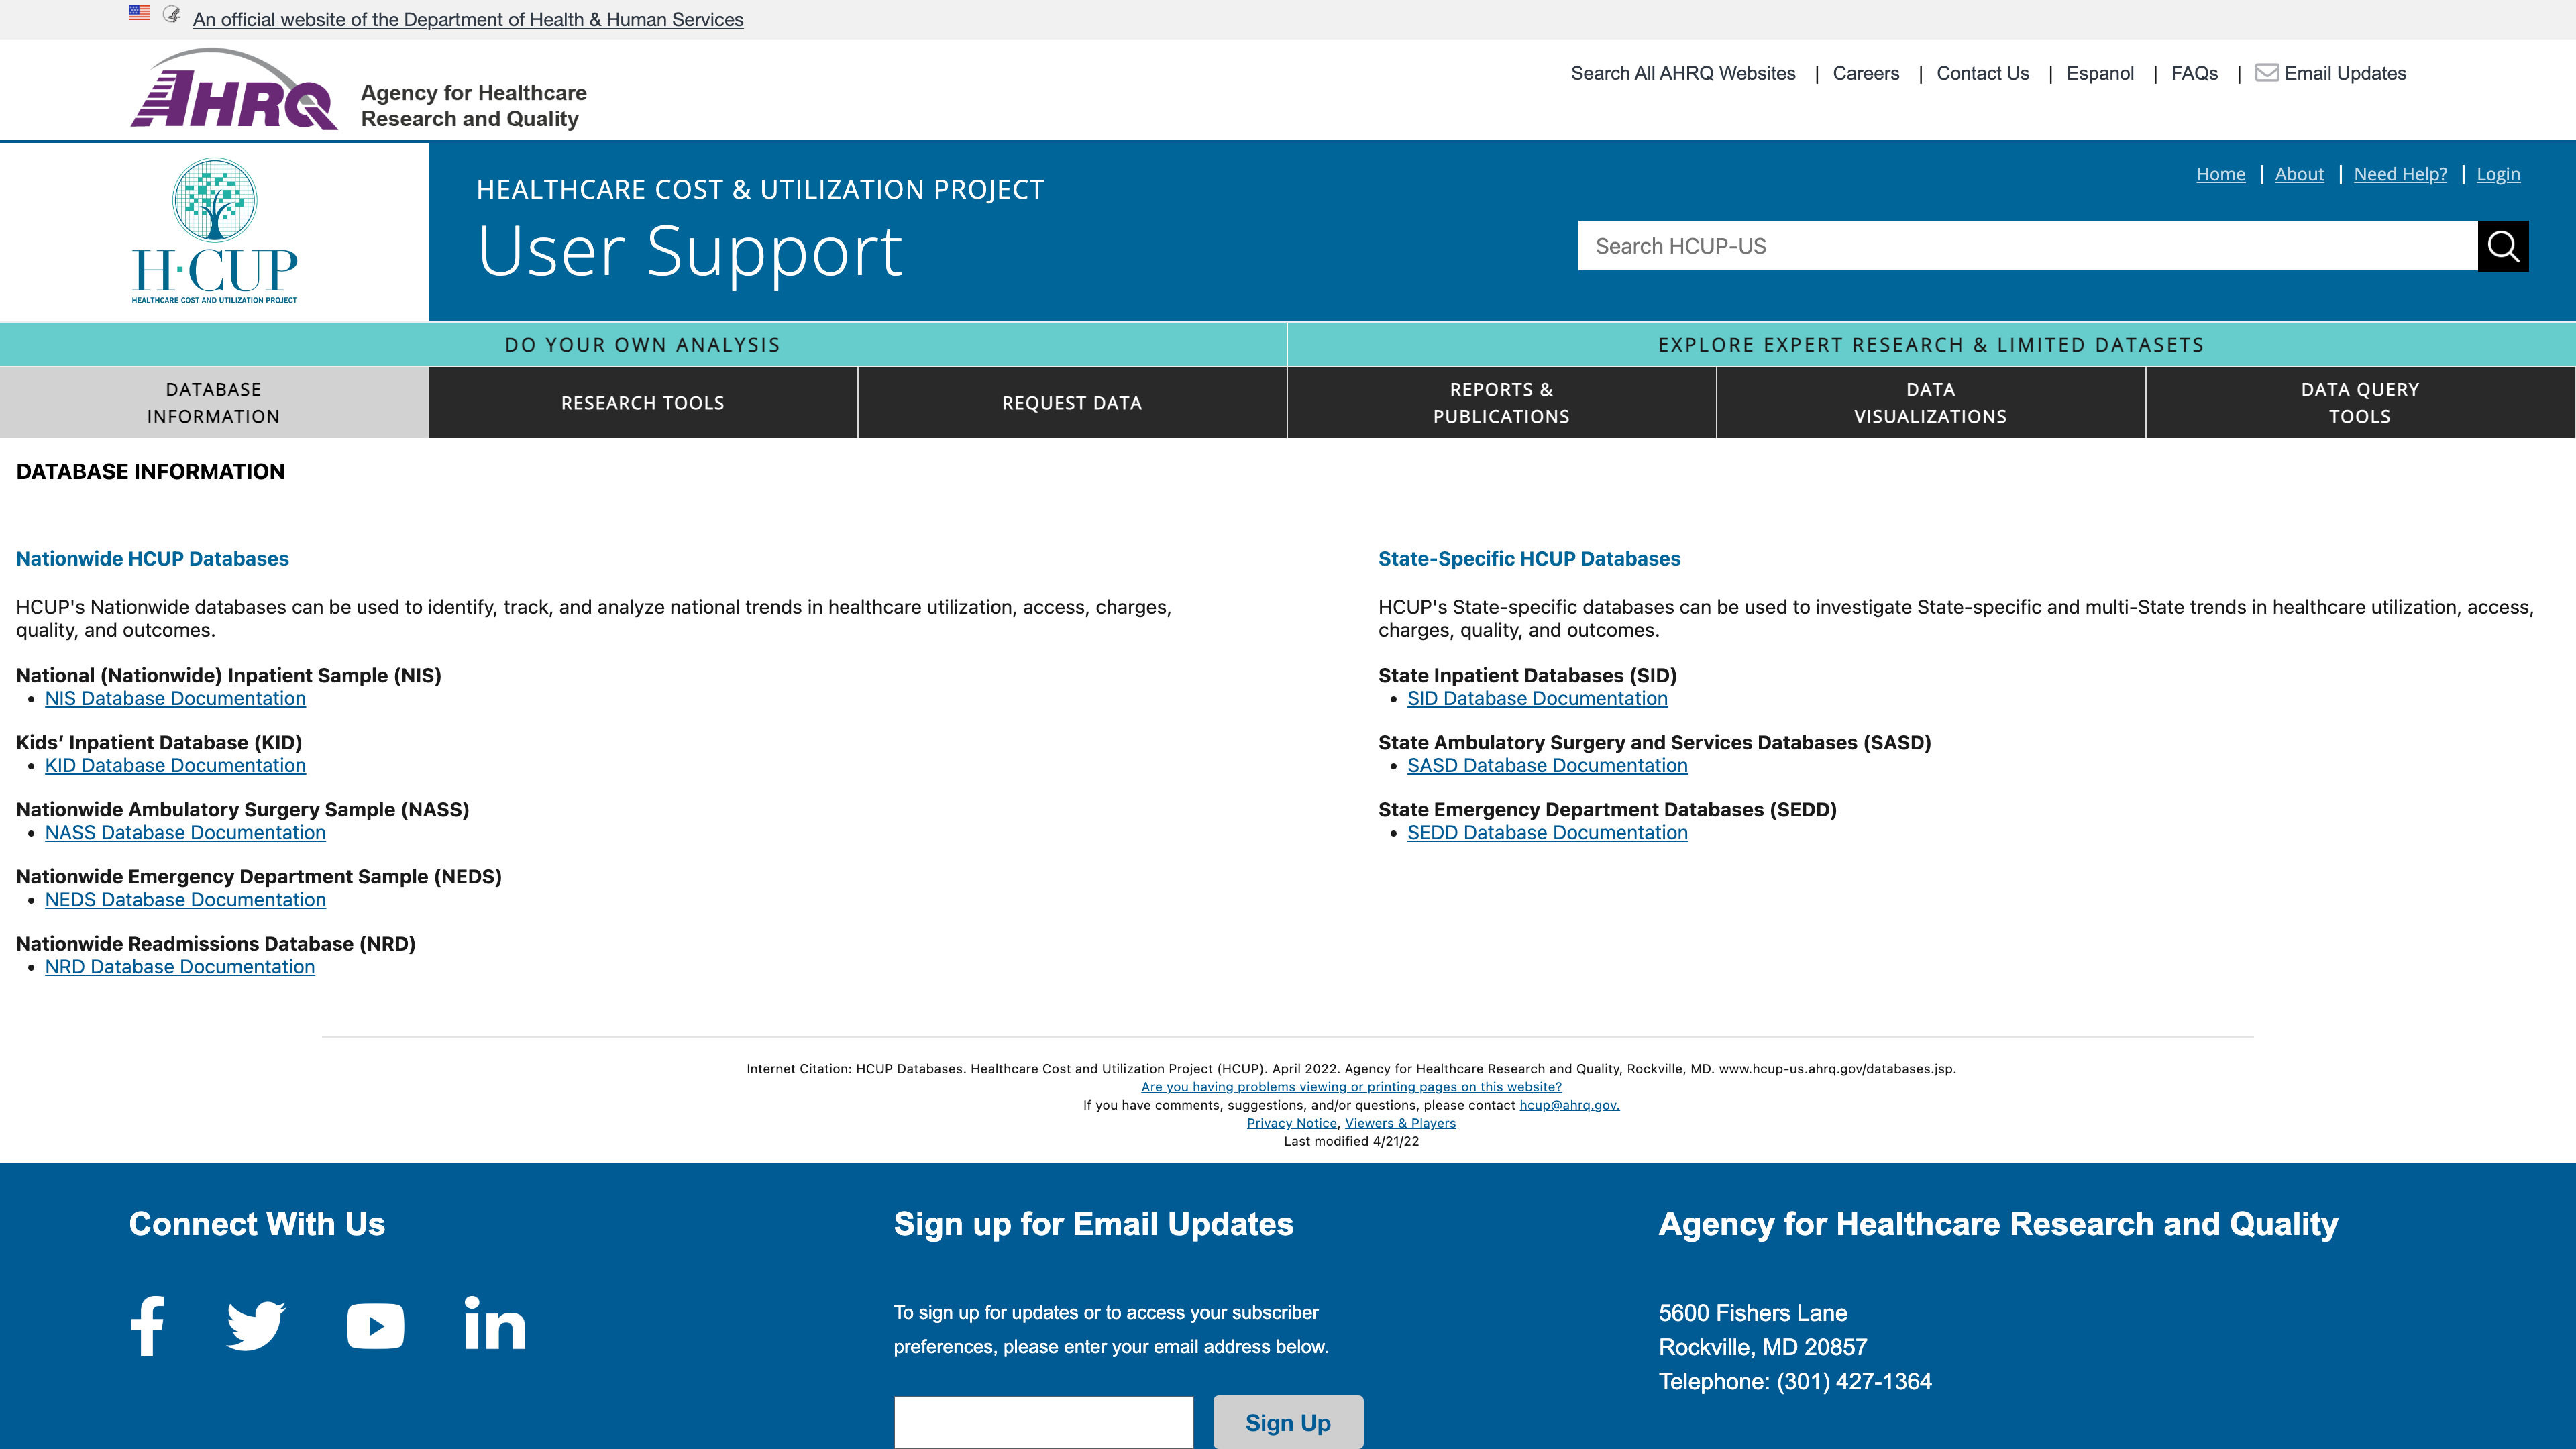 An official website of the Department of Health & Human Services
AHRQ
Agency for Healthcare
Research and Quality
Search All AHRQ Websites | Careers | Contact Us | Espanol | FAQs | Email Updates
H·CUP
HEALTHCARE COST AND UTILIZATION PROJECT
HEALTHCARE COST & UTILIZATION PROJECT
User Support
Home | About | Need Help? | Login
Search HCUP-US
DO YOUR OWN ANALYSIS
EXPLORE EXPERT RESEARCH & LIMITED DATASETS
DATABASE
INFORMATION
RESEARCH TOOLS
REQUEST DATA
REPORTS &
PUBLICATIONS
DATA
VISUALIZATIONS
DATA QUERY
TOOLS
DATABASE INFORMATION
Nationwide HCUP Databases
HCUP's Nationwide databases can be used to identify, track, and analyze national trends in healthcare utilization, access, charges,
quality, and outcomes.
National (Nationwide) Inpatient Sample (NIS)
• NIS Database Documentation
Kids’ Inpatient Database (KID)
• KID Database Documentation
Nationwide Ambulatory Surgery Sample (NASS)
• NASS Database Documentation
Nationwide Emergency Department Sample (NEDS)
• NEDS Database Documentation
Nationwide Readmissions Database (NRD)
• NRD Database Documentation
State-Specific HCUP Databases
HCUP's State-specific databases can be used to investigate State-specific and multi-State trends in healthcare utilization, access,
charges, quality, and outcomes.
State Inpatient Databases (SID)
• SID Database Documentation
State Ambulatory Surgery and Services Databases (SASD)
• SASD Database Documentation
State Emergency Department Databases (SEDD)
• SEDD Database Documentation
Internet Citation: HCUP Databases. Healthcare Cost and Utilization Project (HCUP). April 2022. Agency for Healthcare Research and Quality, Rockville, MD. www.hcup-us.ahrq.gov/databases.jsp.
Are you having problems viewing or printing pages on this website?
If you have comments, suggestions, and/or questions, please contact hcup@ahrq.gov.
Privacy Notice, Viewers & Players
Last modified 4/21/22
Connect With Us
Sign up for Email Updates
To sign up for updates or to access your subscriber
preferences, please enter your email address below.
Sign Up
Agency for Healthcare Research and Quality
5600 Fishers Lane
Rockville, MD 20857
Telephone: (301) 427-1364